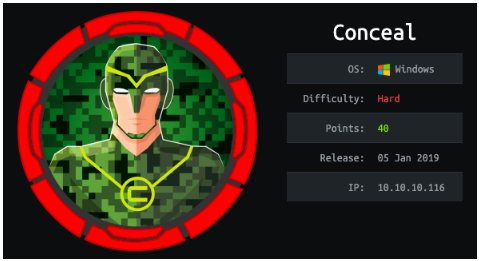 Conceal
OS: Windows
Difficulty: Hard
Points: 40
Release: 05 Jan 2019
IP: 10.10.10.116
C